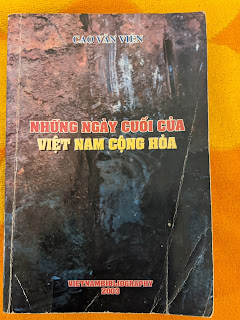 CAO VĂN VIÊN
NHỮNG NGÀY CUỐI CỦA
VIỆT NAM CỘNG HÒA
VIETNAMBIBLIOGRAPHY
2003